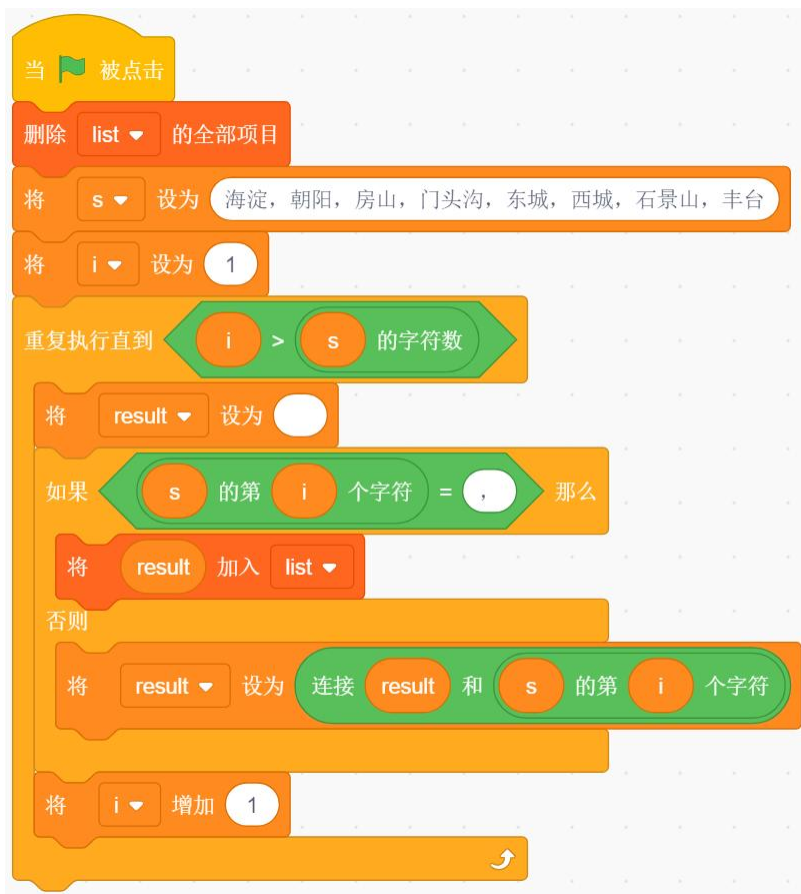 当 被点击
删除 list 的全部项目
将 s 设为 海淀，朝阳，房山，门头沟，东城，西城，石景山，丰台
将 i 设为 1
重复执行直到 i > s 的字符数
将 result 设为
如果 s 的第 i 个字符 = ， 那么
将 result 加入 list
否则
将 result 设为 连接 result 和 s 的第 i 个字符
将 i 增加 1